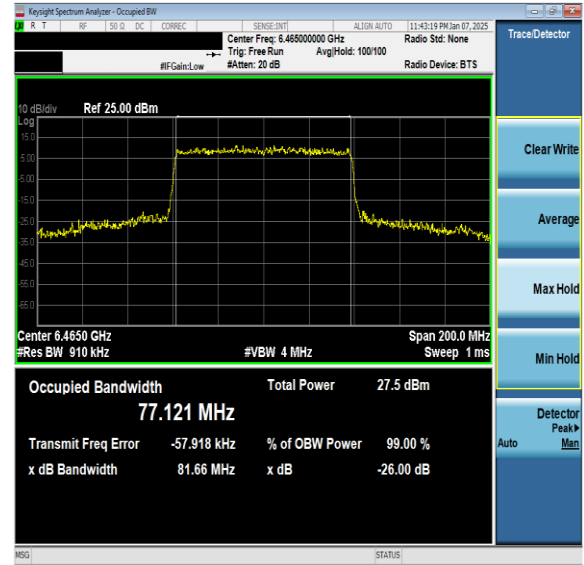 Keysight Spectrum Analyzer - Occupied BW
R T RF 50 Ω DC CORREC SENSE:INT ALIGN AUTO 11:43:19 PM Jan 07, 2025
Center Freq: 6.465000000 GHz Radio Std: None
Trig: Free Run Avg|Hold: 100/100
#IFGain:Low #Atten: 20 dB Radio Device: BTS
10 dB/div Ref 25.00 dBm
Log
15.0
5.00
-5.00
-15.0
-25.0
-35.0
-45.0
-55.0
-65.0
Center 6.4650 GHz Span 200.0 MHz
#Res BW 910 kHz #VBW 4 MHz Sweep 1 ms
Occupied Bandwidth Total Power 27.5 dBm
77.121 MHz
Transmit Freq Error -57.918 kHz % of OBW Power 99.00 %
x dB Bandwidth 81.66 MHz x dB -26.00 dB
MSG STATUS
Trace/Detector
Clear Write
Average
Max Hold
Min Hold
Detector
Peak▶
Auto Man